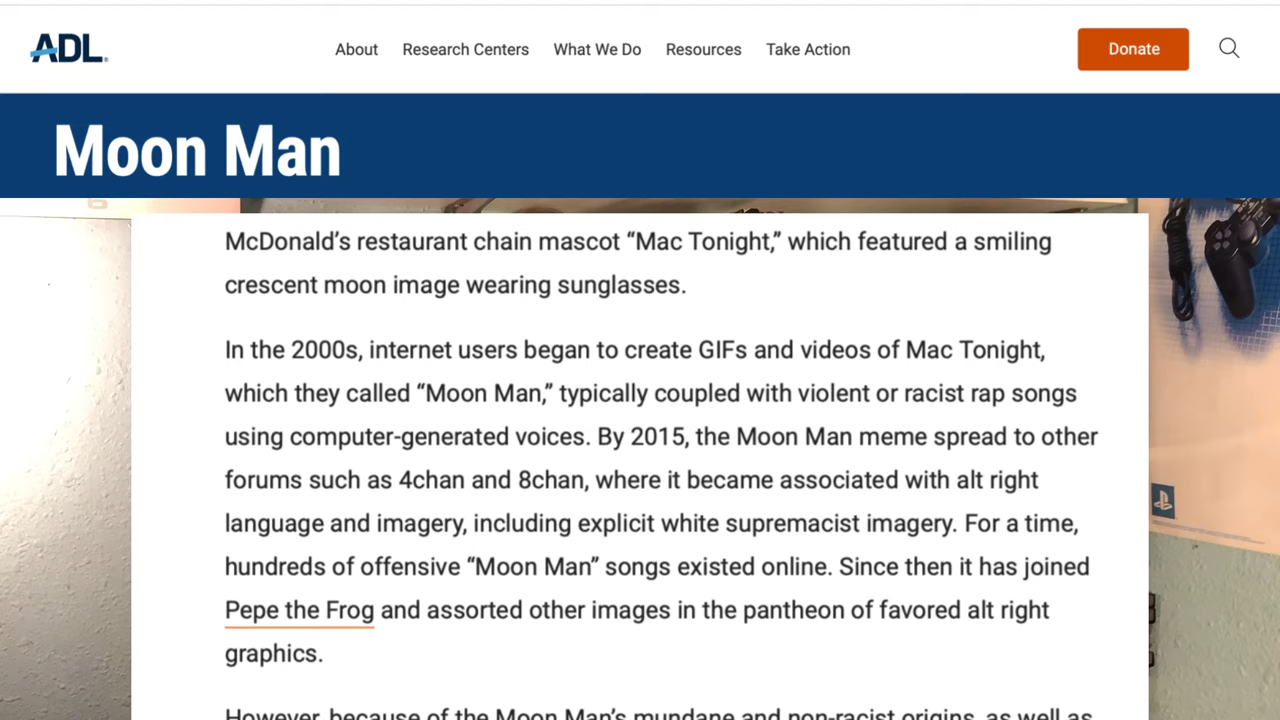 ADL
About Research Centers What We Do Resources Take Action Donate
Moon Man
McDonald’s restaurant chain mascot “Mac Tonight,” which featured a smiling
crescent moon image wearing sunglasses.
In the 2000s, internet users began to create GIFs and videos of Mac Tonight,
which they called “Moon Man,” typically coupled with violent or racist rap songs
using computer-generated voices. By 2015, the Moon Man meme spread to other
forums such as 4chan and 8chan, where it became associated with alt right
language and imagery, including explicit white supremacist imagery. For a time,
hundreds of offensive “Moon Man” songs existed online. Since then it has joined
Pepe the Frog and assorted other images in the pantheon of favored alt right
graphics.
However, because of the Moon Man’s mundane and non-racist origins, as well as